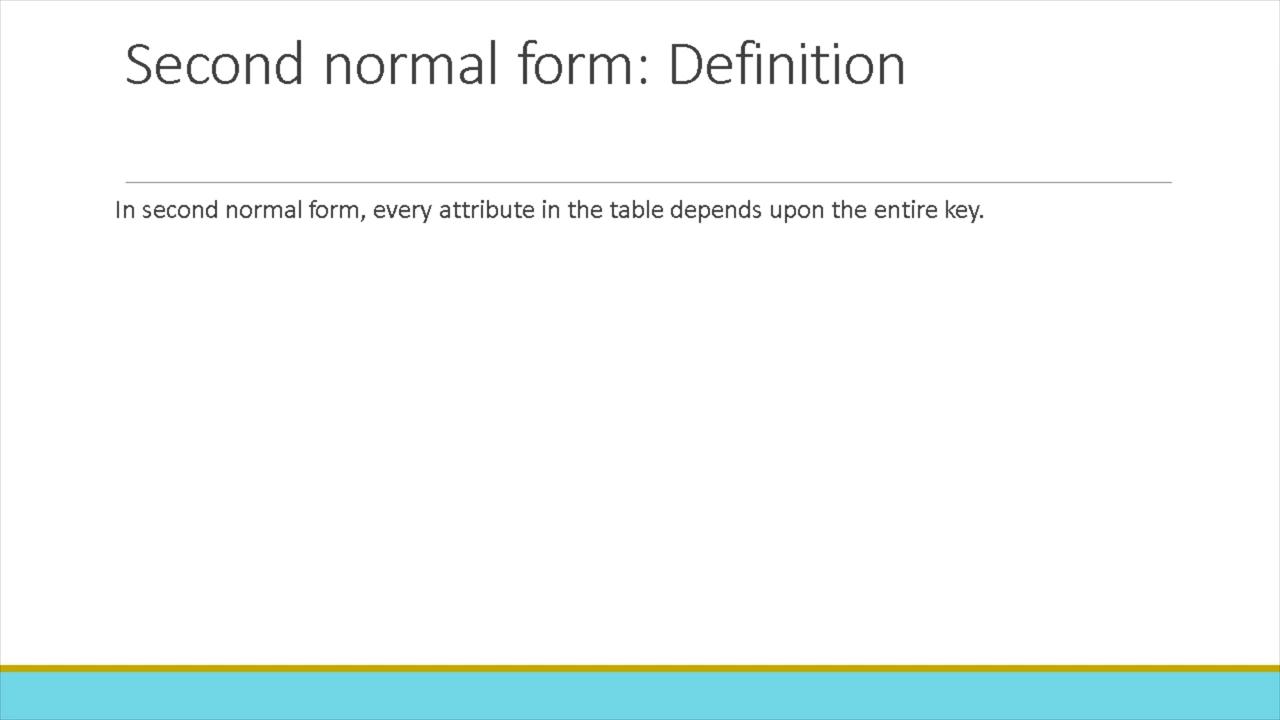 Second normal form: Definition
In second normal form, every attribute in the table depends upon the entire key.